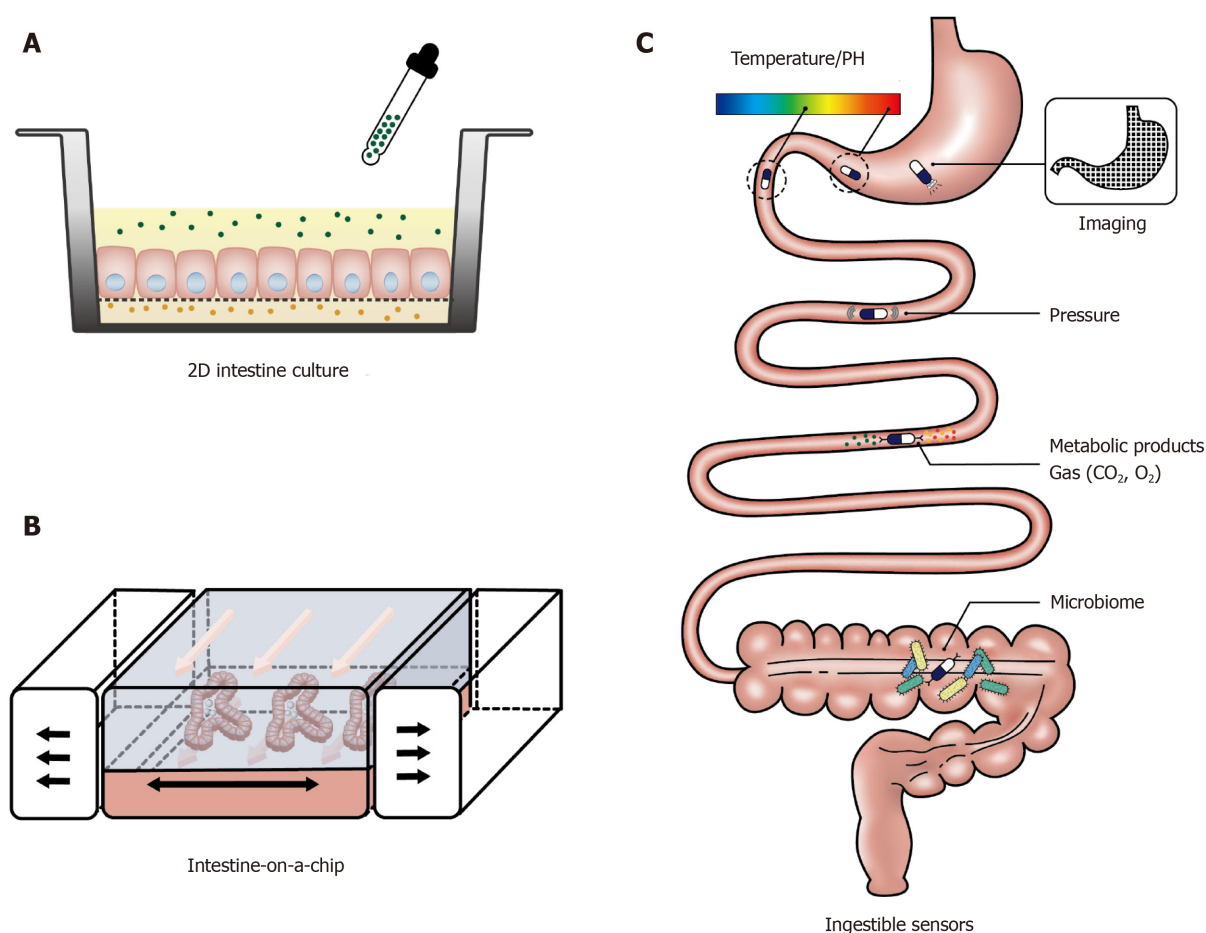 A
2D intestine culture
B
Intestine-on-a-chip
C
Temperature/PH
Imaging
Pressure
Metabolic products
Gas (CO₂, O₂)
Microbiome
Ingestible sensors